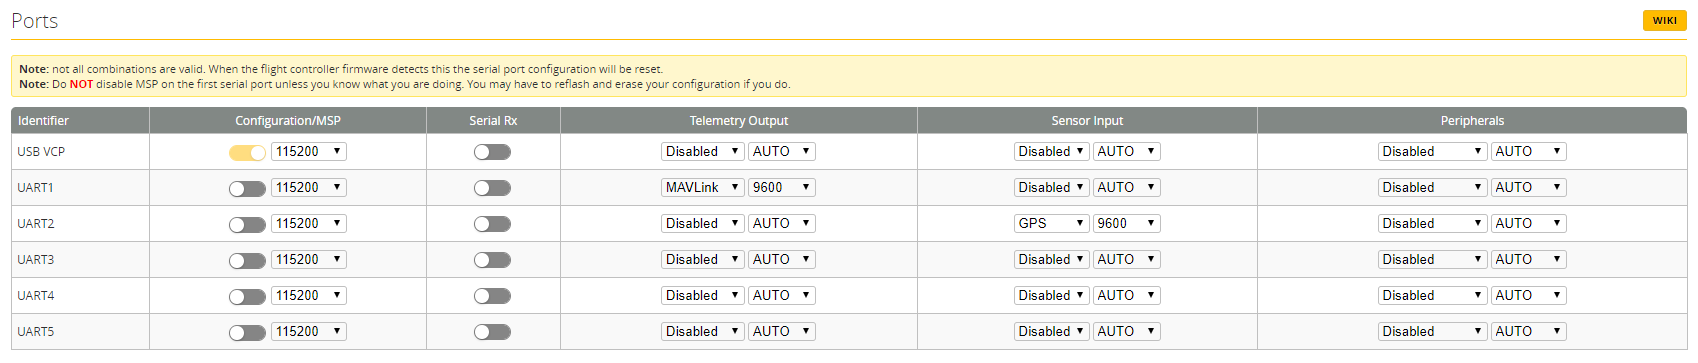 Ports
WIKI
Note: not all combinations are valid. When the flight controller firmware detects this the serial port configuration will be reset.
Note: Do NOT disable MSP on the first serial port unless you know what you are doing. You may have to reflash and erase your configuration if you do.
Identifier Configuration/MSP Serial Rx Telemetry Output Sensor Input Peripherals
USB VCP 115200 Disabled AUTO Disabled AUTO Disabled AUTO
UART1 115200 MAVLink 9600 Disabled AUTO Disabled AUTO
UART2 115200 Disabled AUTO GPS 9600 Disabled AUTO
UART3 115200 Disabled AUTO Disabled AUTO Disabled AUTO
UART4 115200 Disabled AUTO Disabled AUTO Disabled AUTO
UART5 115200 Disabled AUTO Disabled AUTO Disabled AUTO